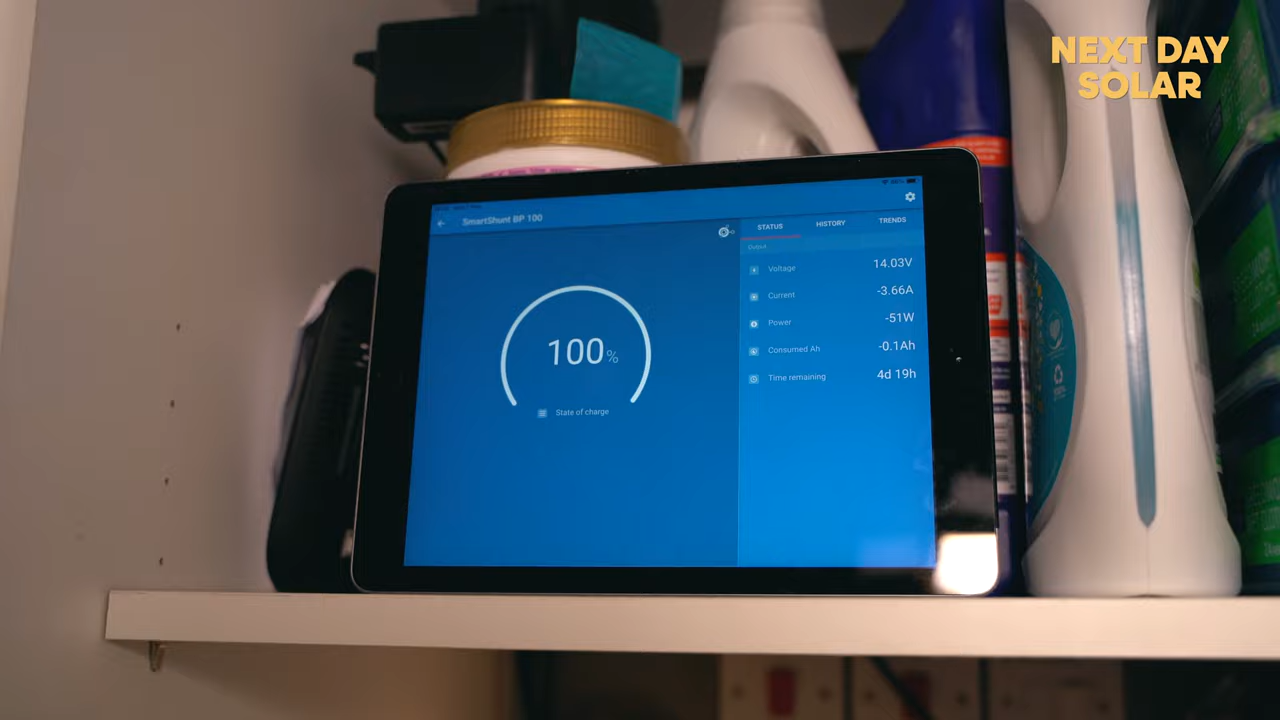 NEXT DAY
SOLAR
SmartShunt BP 100
STATUS
HISTORY
TRENDS
Output
Voltage
14.03V
Current
-3.66A
Power
-51W
Consumed Ah
-0.1Ah
Time remaining
4d 19h
100%
State of charge